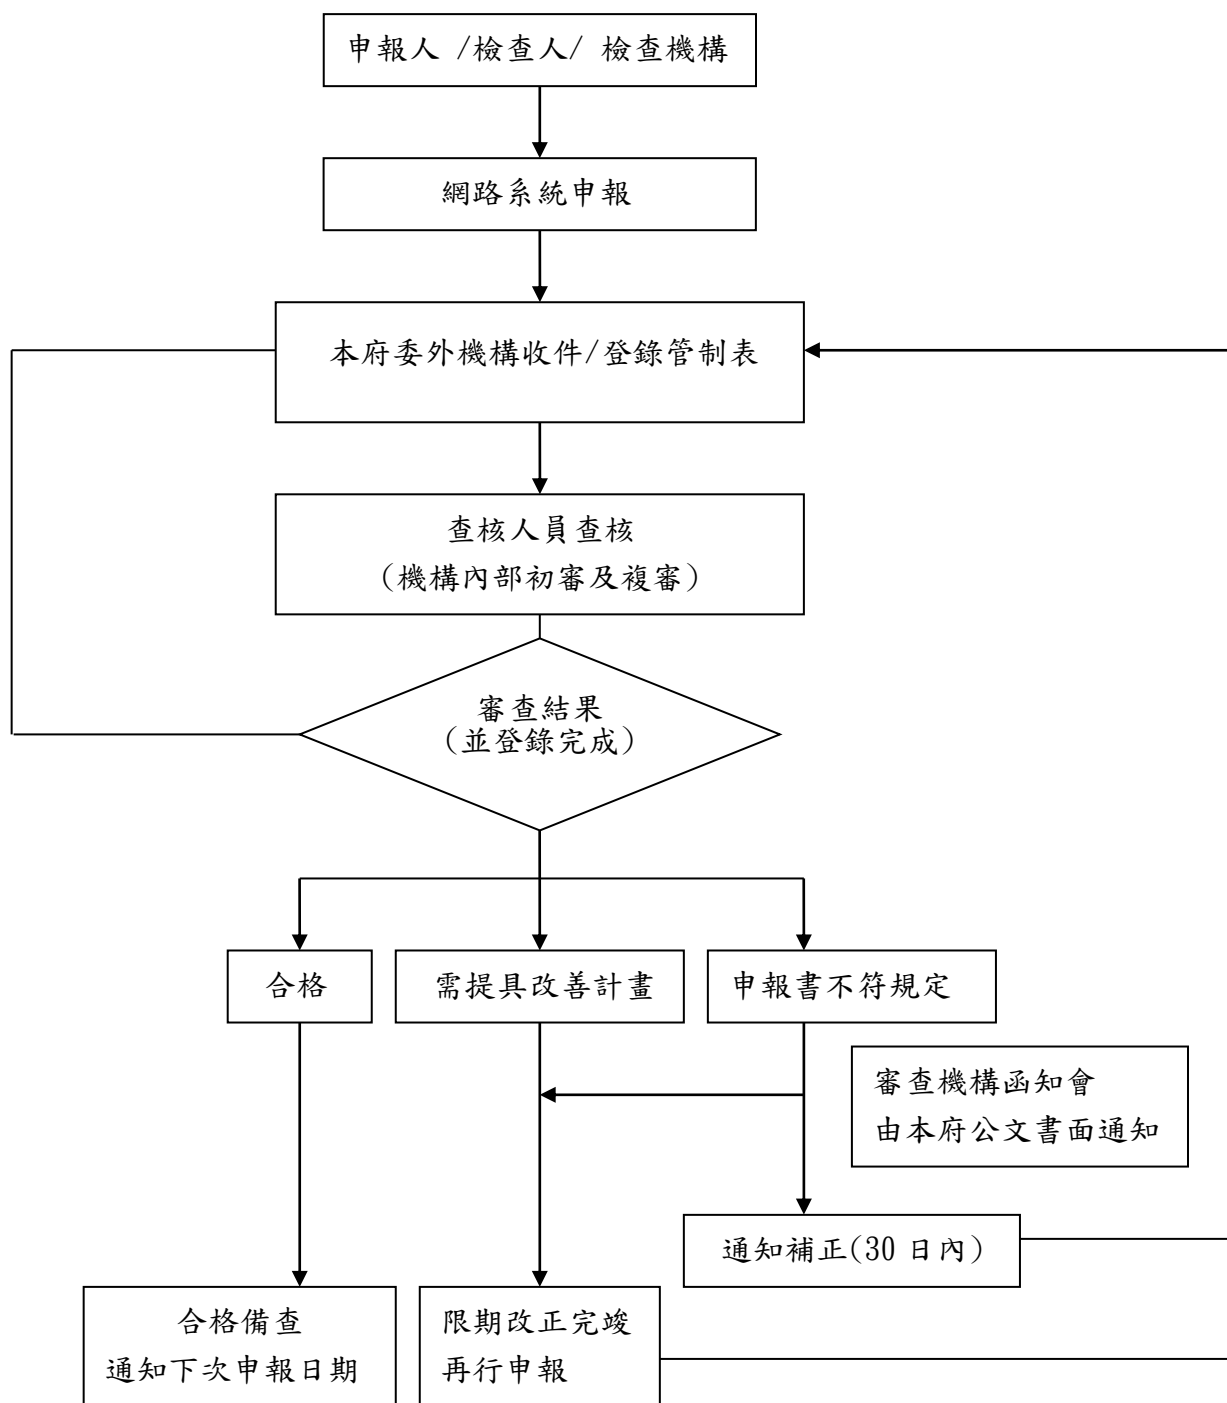 申報人 /檢查人/ 檢查機構
網路系統申報
本府委外機構收件/登錄管制表
查核人員查核
(機構內部初審及複審)
審查結果
(並登錄完成)
合格
需提具改善計畫
申報書不符規定
審查機構函知會
由本府公文書面通知
通知補正(30 日內)
合格備查
通知下次申報日期
限期改正完竣
再行申報